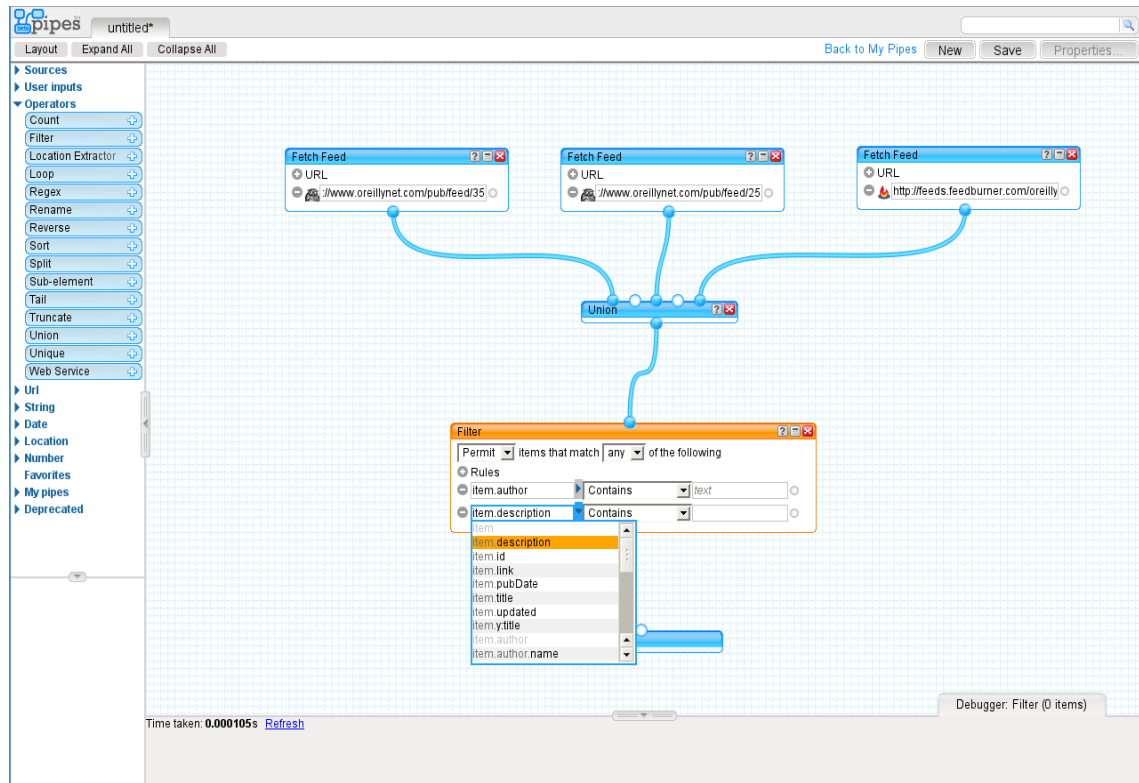 pipes untitled*
beta
Layout Expand All Collapse All Back to My Pipes New Save Properties...
Sources
User inputs
Operators
Count
Filter
Location Extractor
Loop
Regex
Rename
Reverse
Sort
Split
Sub-element
Tail
Truncate
Union
Unique
Web Service
Url
String
Date
Location
Number
Favorites
My pipes
Deprecated
Fetch Feed ?
URL
://www.oreillynet.com/pub/feed/35
Fetch Feed ?
URL
://www.oreillynet.com/pub/feed/25
Fetch Feed ?
URL
http://feeds.feedburner.com/oreilly
Union ?
Filter ?
Permit items that match any of the following
Rules
item.author Contains text
item.description Contains
item
item.description
item.id
item.link
item.pubDate
item.title
item.updated
item.y:title
item.author
item.author.name
Debugger: Filter (0 items)
Time taken: 0.000105s Refresh